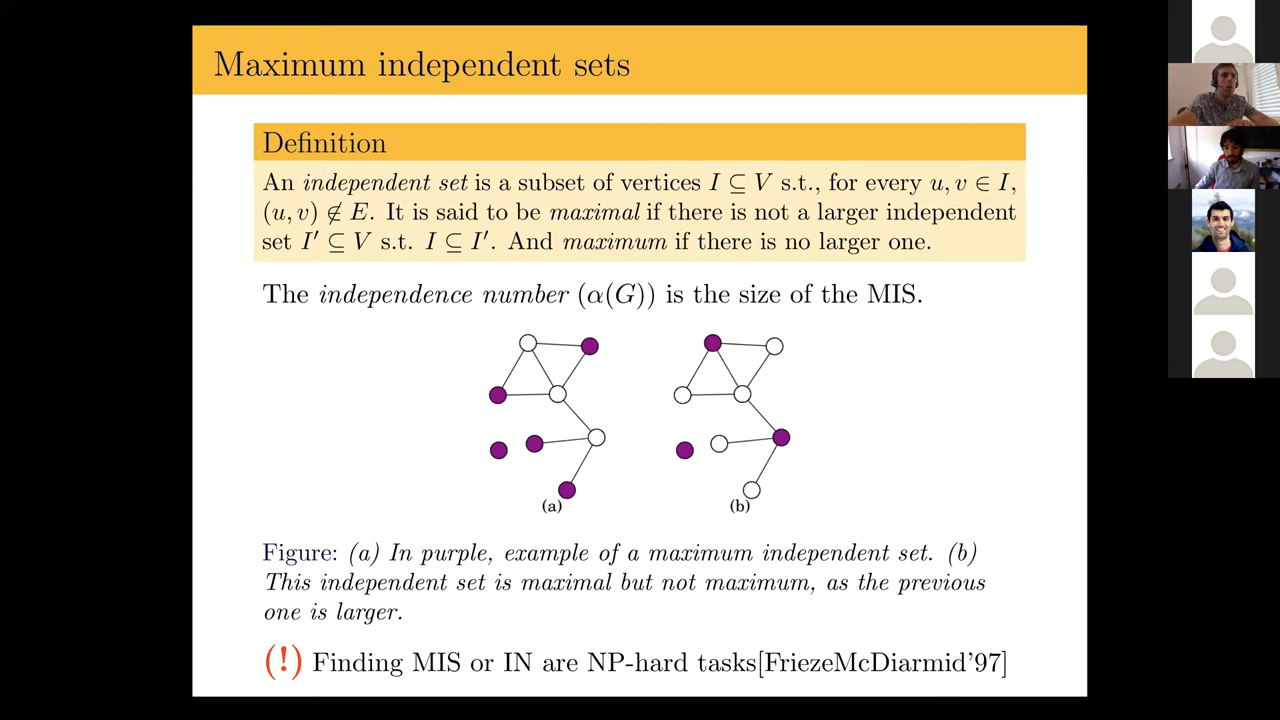 Maximum independent sets
Definition
An independent set is a subset of vertices I ⊆ V s.t., for every u, v ∈ I,
(u, v) ∉ E. It is said to be maximal if there is not a larger independent
set I′ ⊆ V s.t. I ⊆ I′. And maximum if there is no larger one.
The independence number (α(G)) is the size of the MIS.
(a)
(b)
Figure: (a) In purple, example of a maximum independent set. (b)
This independent set is maximal but not maximum, as the previous
one is larger.
(!) Finding MIS or IN are NP-hard tasks[FriezeMcDiarmid'97]